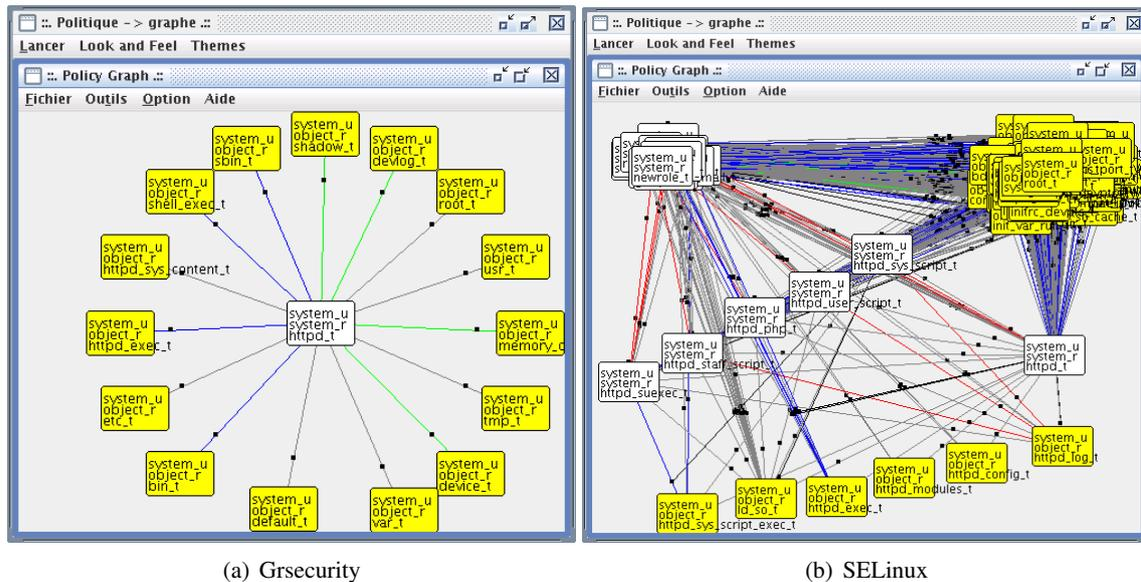 ::. Politique -> graphe .::
Lancer Look and Feel Themes
::. Policy Graph .::
Fichier Outils Option Aide
system_u
object_r
shadow_t
system_u
object_r
sbin_t
system_u
object_r
devlog_t
system_u
object_r
shell_exec_t
system_u
object_r
root_t
system_u
object_r
httpd_sys_content_t
system_u
object_r
usr_t
system_u
system_r
httpd_t
system_u
object_r
httpd_exec_t
system_u
object_r
system_u
object_r
etc_t
system_u
object_r
tmp_t
system_u
object_r
bin_t
system_u
object_r
device_t
system_u
object_r
default_t
system_u
object_r
var_t
(a) Grsecurity
::. Politique -> graphe .::
Lancer Look and Feel Themes
::. Policy Graph .::
Fichier Outils Option Aide
system_u
system_r
newrole_t
system_u
object_r
root_t
system_u
system_r
httpd_sys_script_t
system_u
system_r
httpd_user_script_t
system_u
system_r
httpd_php_t
system_u
system_r
httpd_staff_script_t
system_u
system_r
httpd_suexec_t
system_u
system_r
httpd_t
system_u
object_r
httpd_log_t
system_u
object_r
httpd_config_t
system_u
object_r
httpd_modules_t
system_u
object_r
httpd_exec_t
system_u
object_r
ld_so_t
system_u
object_r
httpd_sys_script_exec_t
(b) SELinux